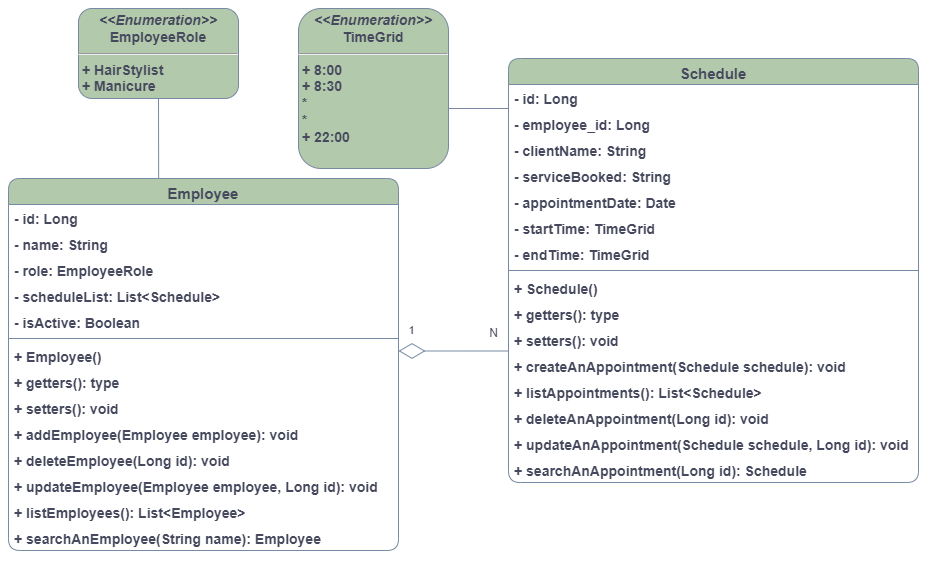 <<Enumeration>>
EmployeeRole
+ HairStylist
+ Manicure
<<Enumeration>>
TimeGrid
+ 8:00
+ 8:30
*
*
+ 22:00
Schedule
- id: Long
- employee_id: Long
- clientName: String
- serviceBooked: String
- appointmentDate: Date
- startTime: TimeGrid
- endTime: TimeGrid
+ Schedule()
+ getters(): type
+ setters(): void
+ createAnAppointment(Schedule schedule): void
+ listAppointments(): List<Schedule>
+ deleteAnAppointment(Long id): void
+ updateAnAppointment(Schedule schedule, Long id): void
+ searchAnAppointment(Long id): Schedule
Employee
- id: Long
- name: String
- role: EmployeeRole
- scheduleList: List<Schedule>
- isActive: Boolean
+ Employee()
+ getters(): type
+ setters(): void
+ addEmployee(Employee employee): void
+ deleteEmployee(Long id): void
+ updateEmployee(Employee employee, Long id): void
+ listEmployees(): List<Employee>
+ searchAnEmployee(String name): Employee
1
N